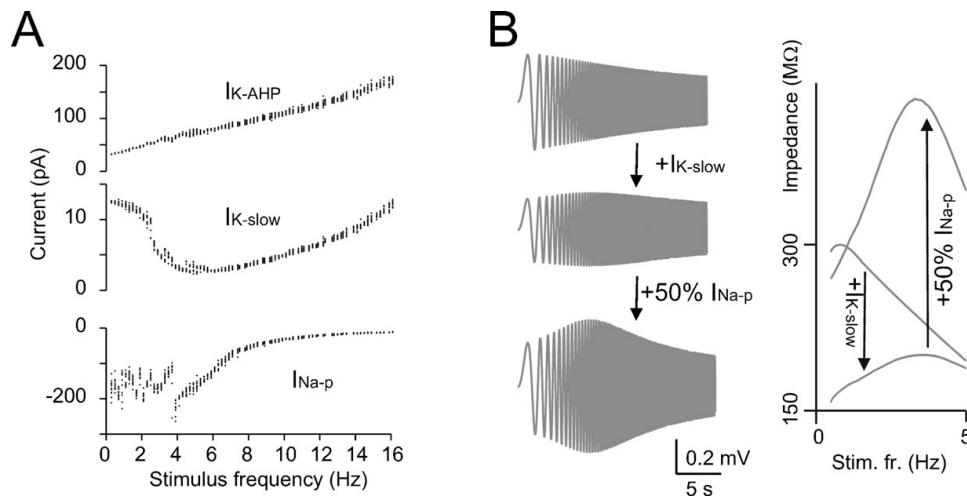 A
200
100
0
IK-AHP
10
0
IK-slow
0
-200
INa-p
Current (pA)
0 2 4 6 8 10 12 14 16
Stimulus frequency (Hz)
B
+IK-slow
+50% INa-p
0.2 mV
5 s
Impedance (MΩ)
300
150
+IK-slow
+50% INa-p
0 5
Stim. fr. (Hz)